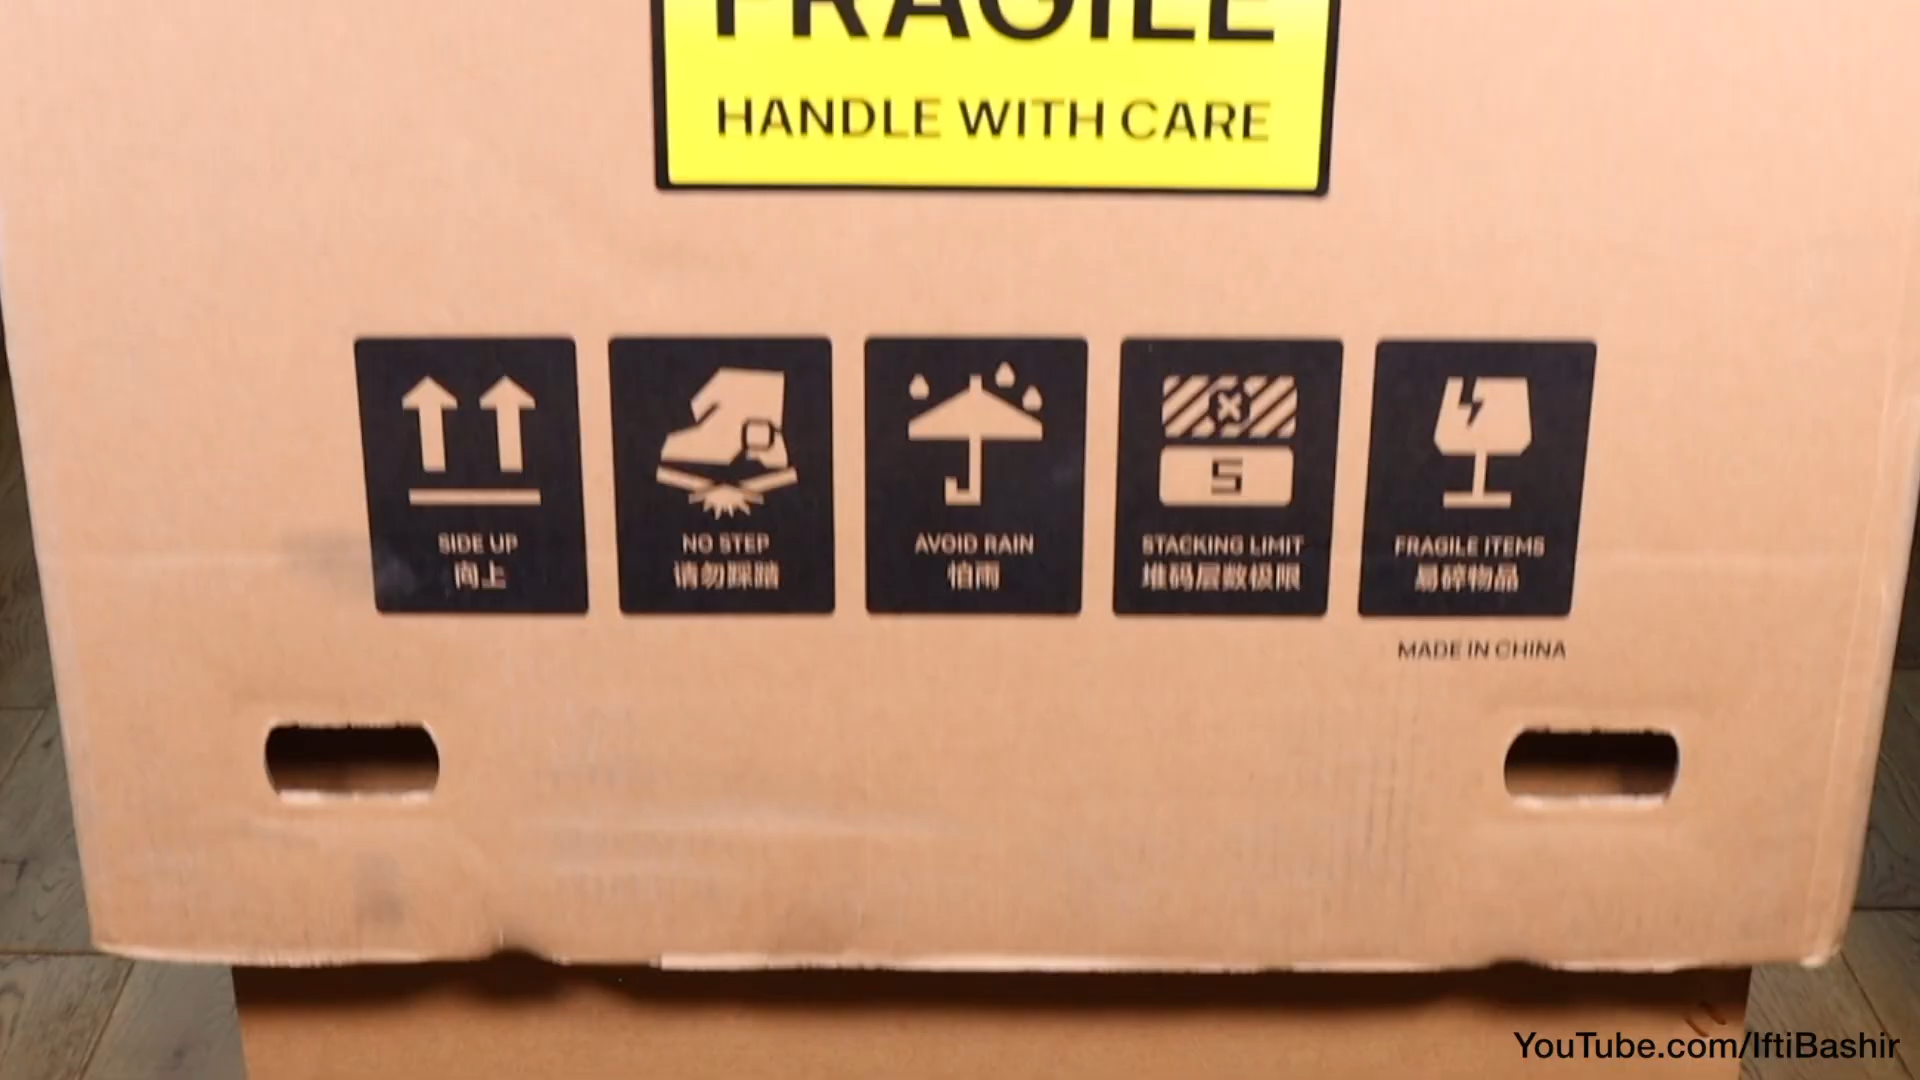 FRAGILE
HANDLE WITH CARE
5
SIDE UP
向上
NO STEP
请勿踩踏
AVOID RAIN
怕雨
STACKING LIMIT
堆码层数极限
FRAGILE ITEMS
易碎物品
MADE IN CHINA
YouTube.com/IftiBashir